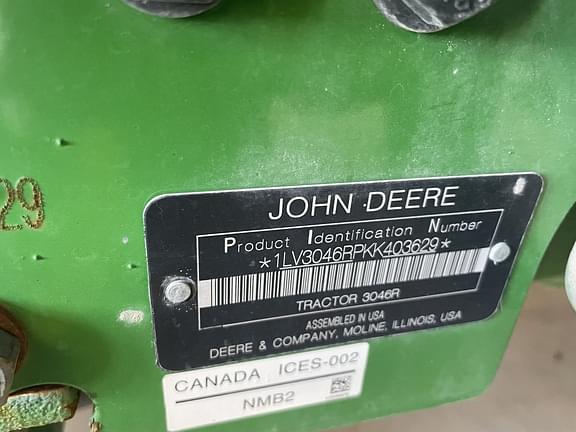 29
JOHN DEERE
Product Identification Number
*1LV3046RPKK403629*
TRACTOR 3046R
ASSEMBLED IN USA
DEERE & COMPANY, MOLINE, ILLINOIS, USA
CANADA ICES-002
NMB2